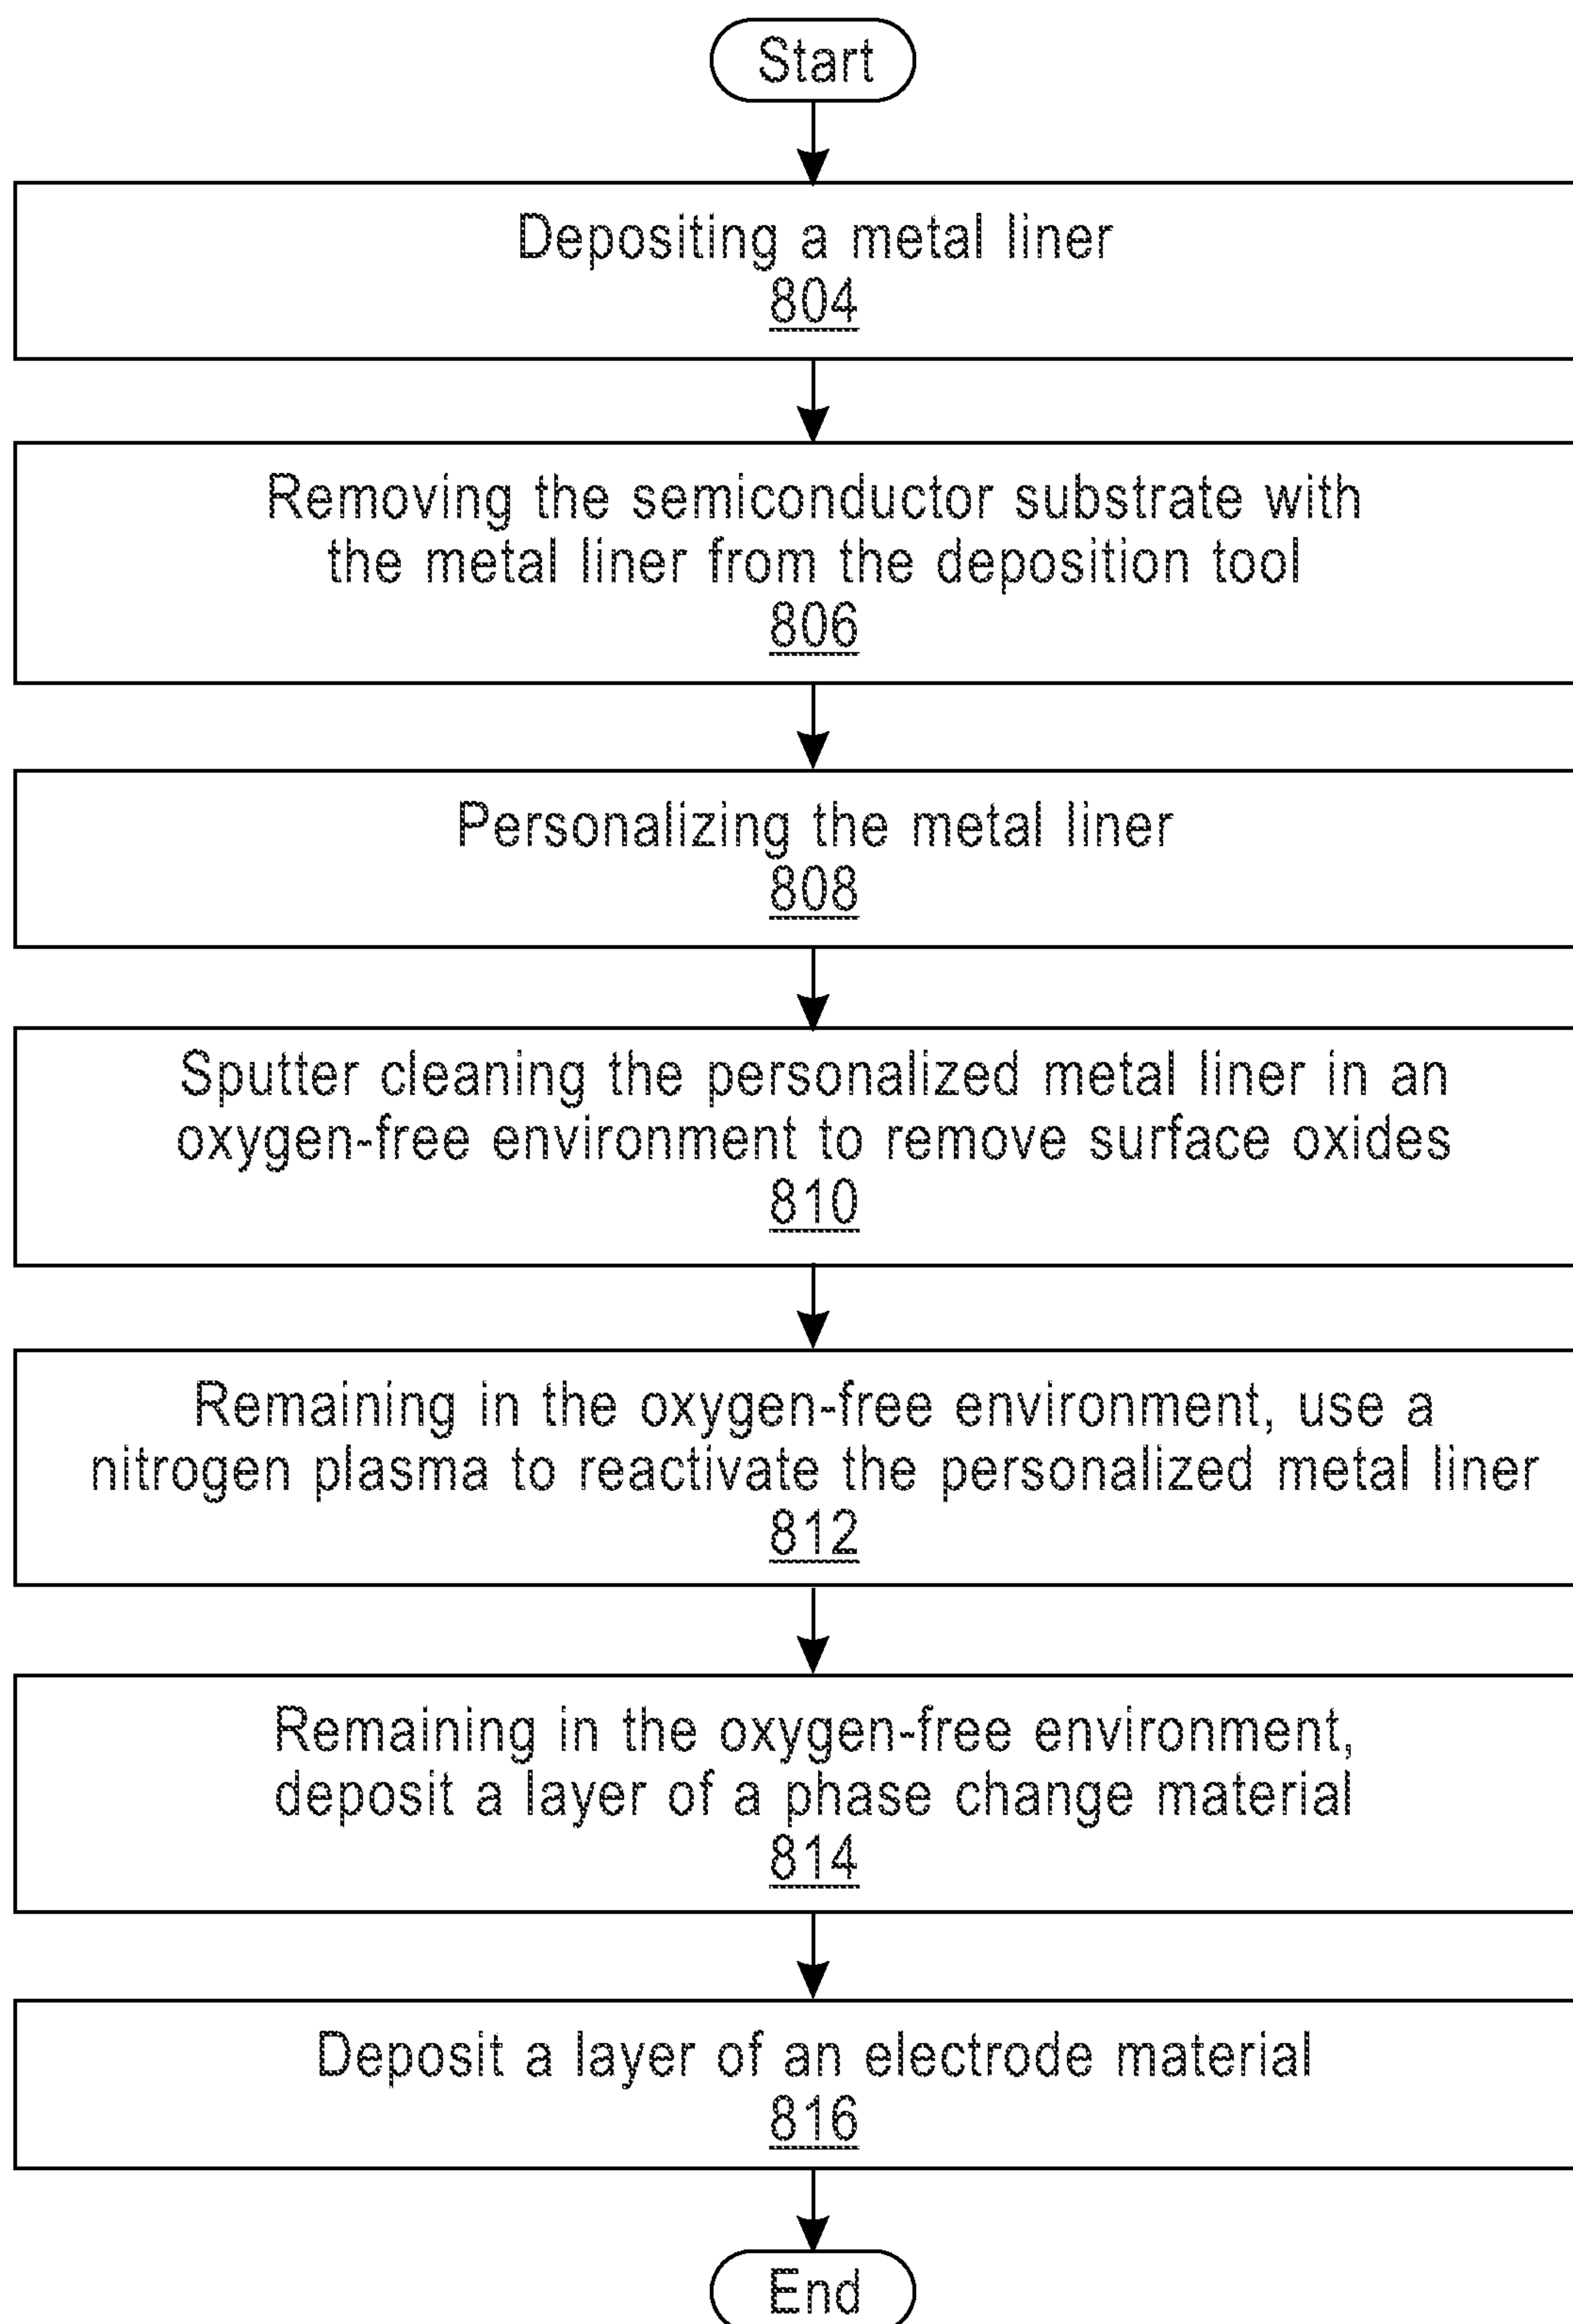 Start
Depositing a metal liner
804
Removing the semiconductor substrate with
the metal liner from the deposition tool
806
Personalizing the metal liner
808
Sputter cleaning the personalized metal liner in an
oxygen-free environment to remove surface oxides
810
Remaining in the oxygen-free environment, use a
nitrogen plasma to reactivate the personalized metal liner
812
Remaining in the oxygen-free environment,
deposit a layer of a phase change material
814
Deposit a layer of an electrode material
816
End